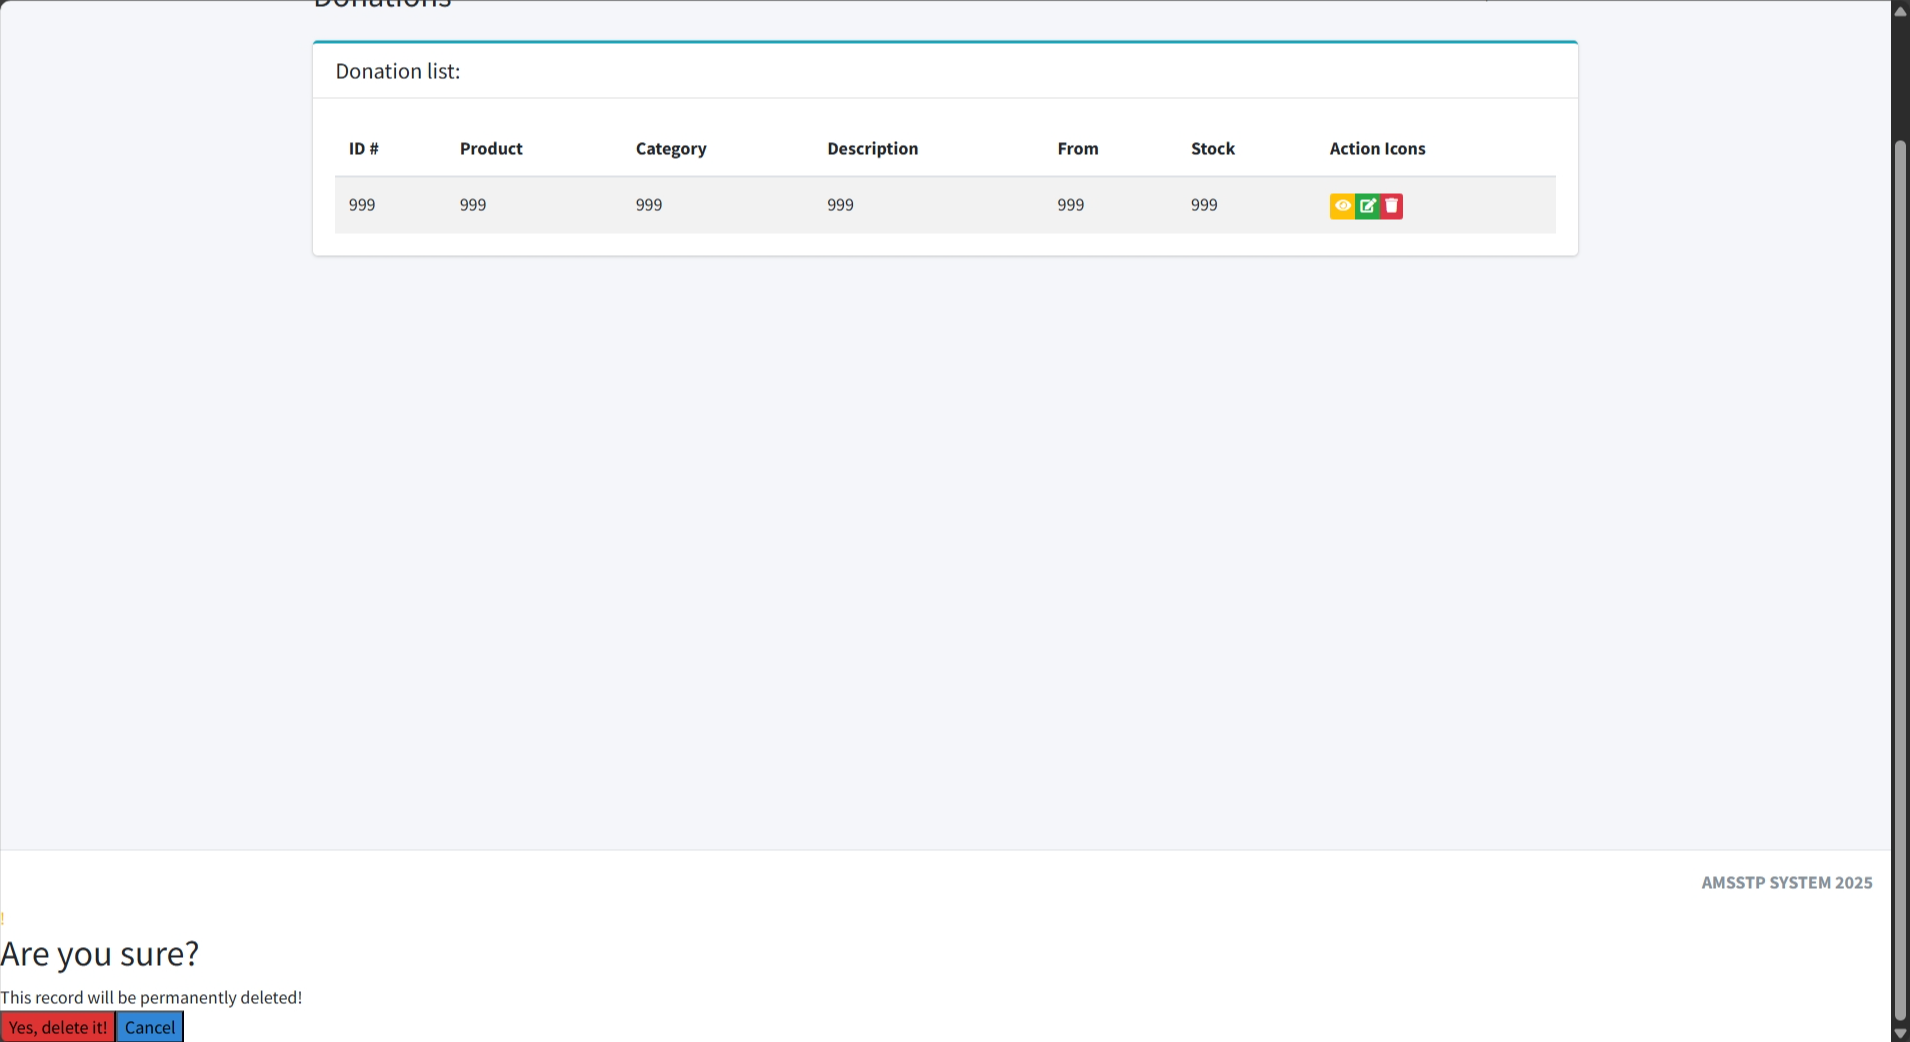 Donations
Donation list:
ID # Product Category Description From Stock Action Icons
999 999 999 999 999 999
AMSSTP SYSTEM 2025
!
Are you sure?
This record will be permanently deleted!
Yes, delete it! Cancel